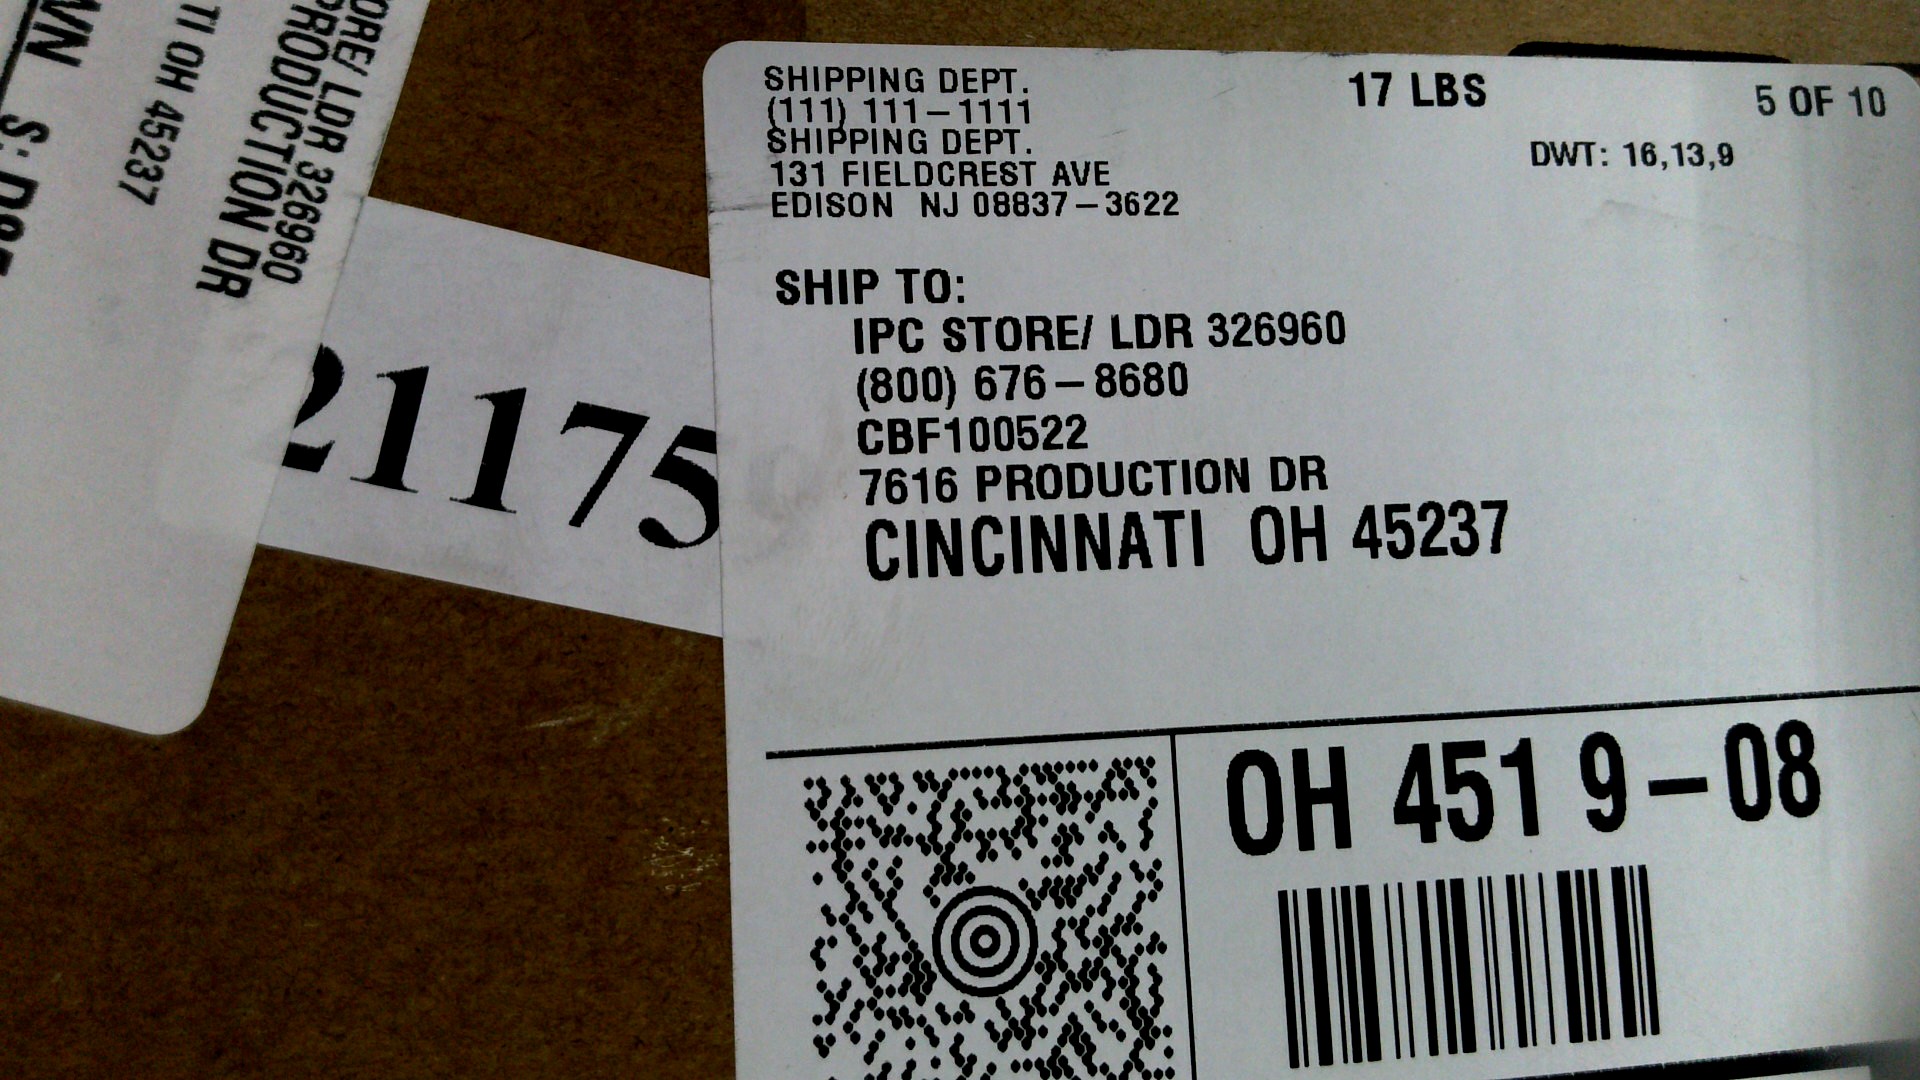 ORE/ LDR 326960
PRODUCTION DR
TI OH 45237
21175
SHIPPING DEPT.
(111) 111-1111
SHIPPING DEPT.
131 FIELDCREST AVE
EDISON NJ 08837-3622
17 LBS
5 OF 10
DWT: 16,13,9
SHIP TO:
IPC STORE/ LDR 326960
(800) 676-8680
CBF100522
7616 PRODUCTION DR
CINCINNATI OH 45237
OH 451 9-08